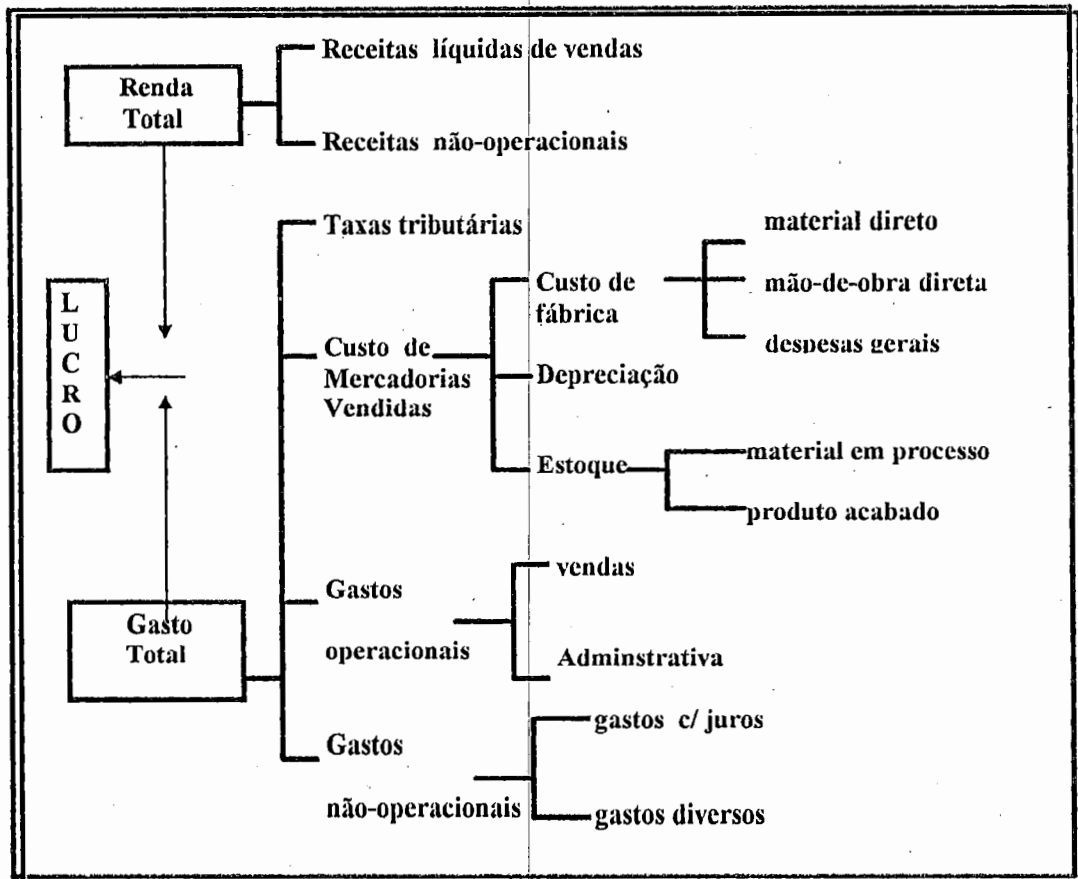 Receitas líquidas de vendas
Renda
Total
Receitas não-operacionais
Taxas tributárias
material direto
Custo de
fábrica
mão-de-obra direta
despesas gerais
L
U
C
R
O
Custo de
Mercadorias
Vendidas
Depreciação
Estoque
material em processo
produto acabado
vendas
Gastos
operacionais
Adminstrativa
Gasto
Total
gastos c/ juros
Gastos
não-operacionais
gastos diversos